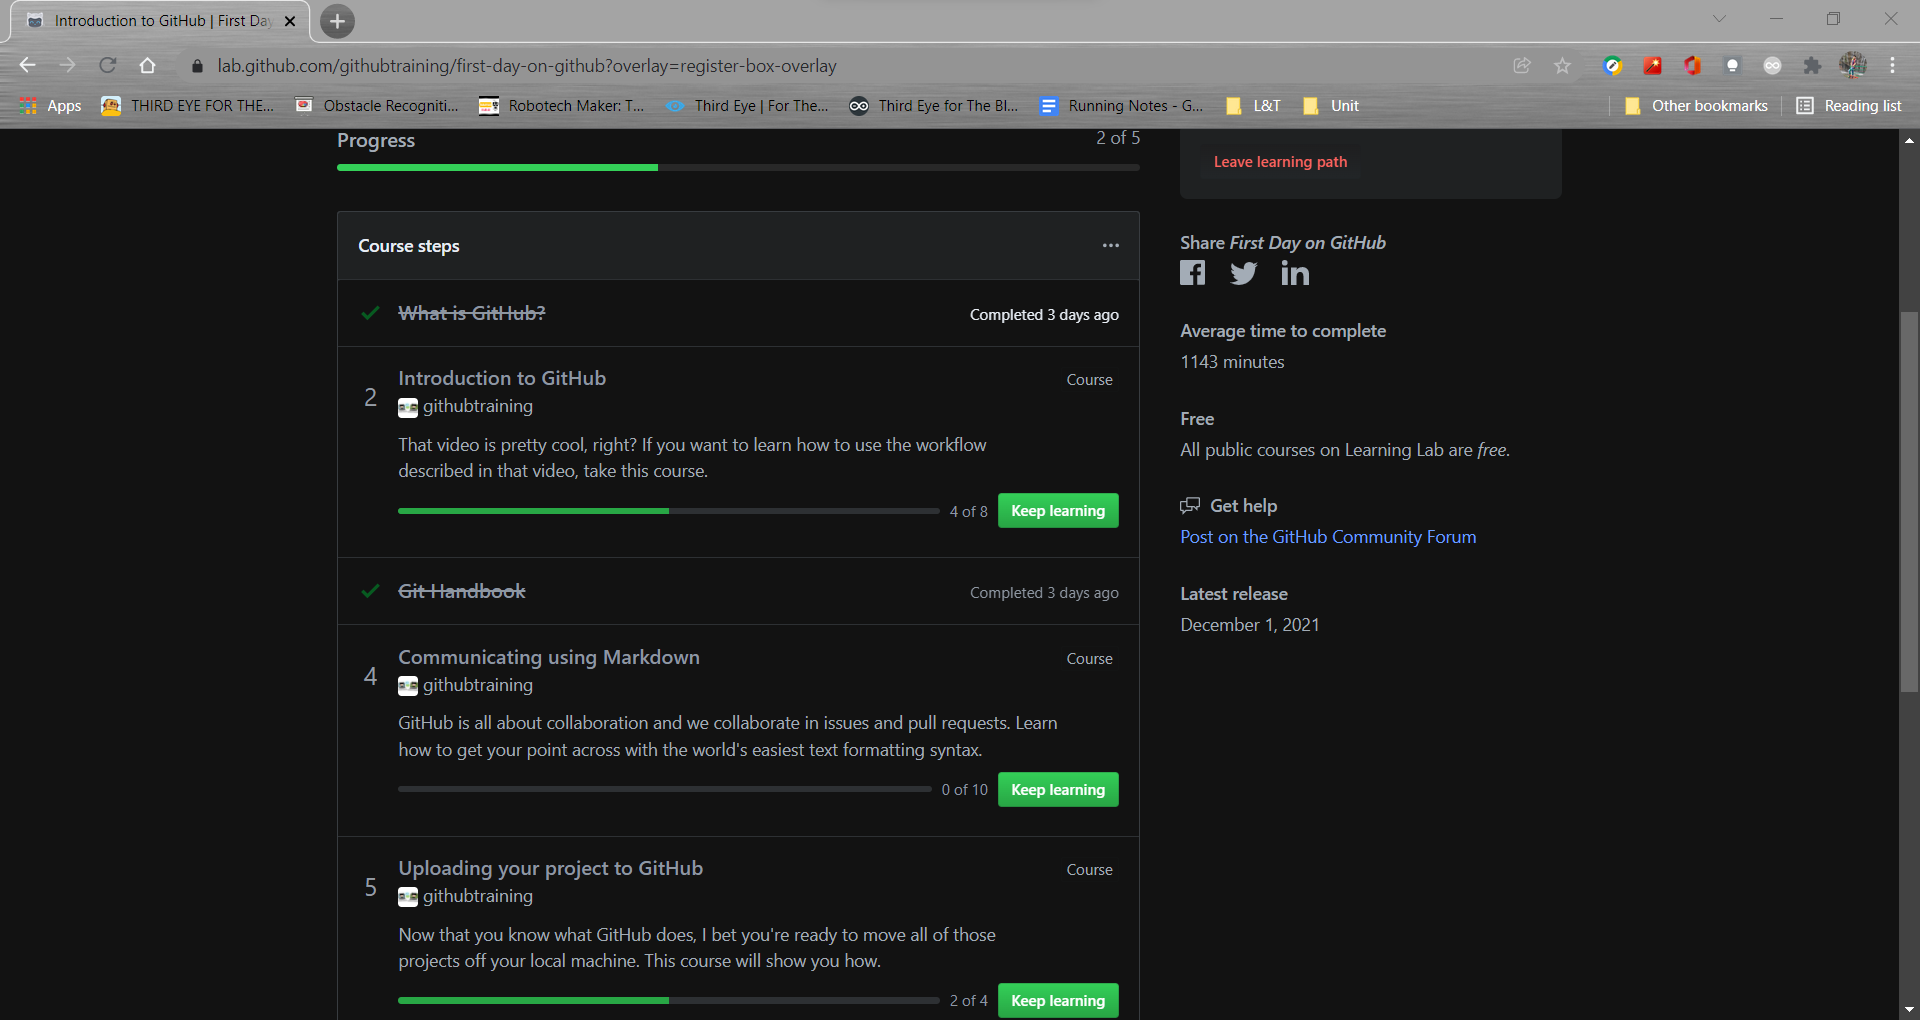 Introduction to GitHub | First Da
lab.github.com/githubtraining/first-day-on-github?overlay=register-box-overlay
Apps
THIRD EYE FOR THE...
Obstacle Recogniti...
Robotech Maker: T...
Third Eye | For The...
Third Eye for The Bl...
Running Notes - G...
L&T
Unit
Other bookmarks
Reading list
Progress
2 of 5
Course steps
What is GitHub?
Completed 3 days ago
2
Introduction to GitHub
Course
githubtraining
That video is pretty cool, right? If you want to learn how to use the workflow
described in that video, take this course.
4 of 8
Keep learning
Git Handbook
Completed 3 days ago
4
Communicating using Markdown
Course
githubtraining
GitHub is all about collaboration and we collaborate in issues and pull requests. Learn
how to get your point across with the world's easiest text formatting syntax.
0 of 10
Keep learning
5
Uploading your project to GitHub
Course
githubtraining
Now that you know what GitHub does, I bet you're ready to move all of those
projects off your local machine. This course will show you how.
2 of 4
Keep learning
Leave learning path
Share First Day on GitHub
Average time to complete
1143 minutes
Free
All public courses on Learning Lab are free.
Get help
Post on the GitHub Community Forum
Latest release
December 1, 2021